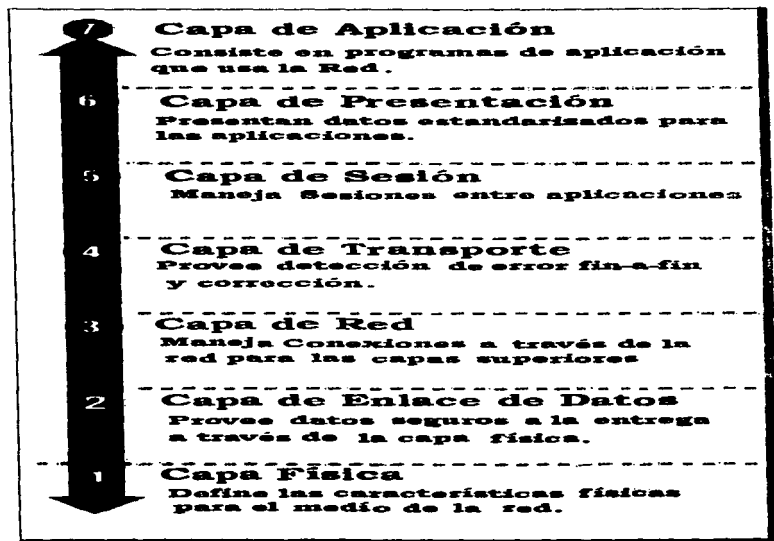 7 Capa de Aplicación
Consiste en programas de aplicación
que usa la Red.
6 Capa de Presentación
Presentan datos estandarizados para
las aplicaciones.
5 Capa de Sesión
Maneja Sesiones entre aplicaciones
4 Capa de Transporte
Provee detección de error fin-a-fin
y corrección.
3 Capa de Red
Maneja Conexiones a través de la
red para las capas superiores
2 Capa de Enlace de Datos
Provee datos seguros a la entrega
a través de la capa física.
1 Capa Física
Define las características físicas
para el medio de la red.